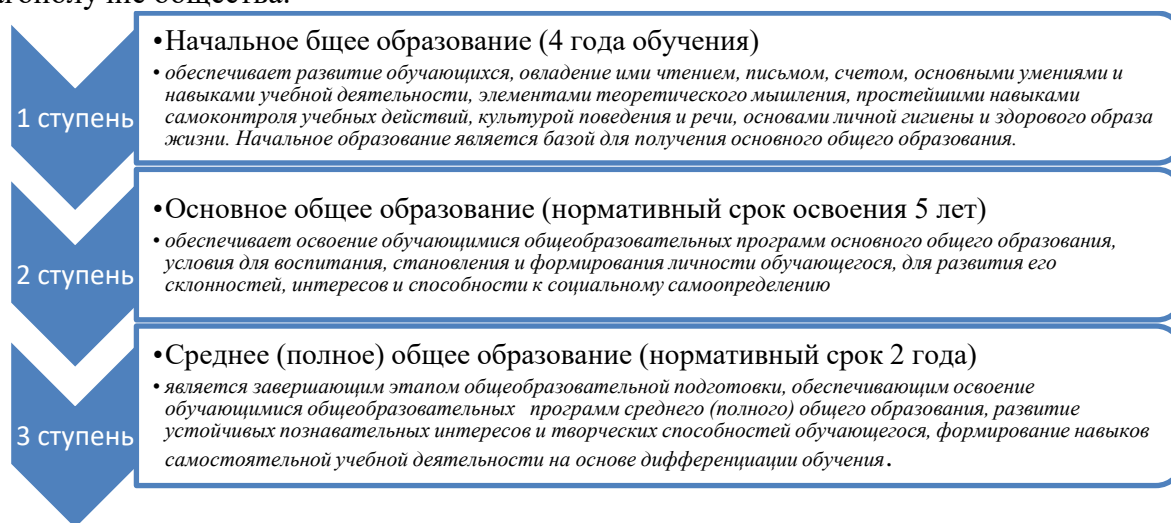 агополучие общества.
1 ступень
•Начальное бщее образование (4 года обучения)
• обеспечивает развитие обучающихся, овладение ими чтением, письмом, счетом, основными умениями и
навыками учебной деятельности, элементами теоретического мышления, простейшими навыками
самоконтроля учебных действий, культурой поведения и речи, основами личной гигиены и здорового образа
жизни. Начальное образование является базой для получения основного общего образования.
2 ступень
•Основное общее образование (нормативный срок освоения 5 лет)
• обеспечивает освоение обучающимися общеобразовательных программ основного общего образования,
условия для воспитания, становления и формирования личности обучающегося, для развития его
склонностей, интересов и способности к социальному самоопределению
3 ступень
•Среднее (полное) общее образование (нормативный срок 2 года)
• является завершающим этапом общеобразовательной подготовки, обеспечивающим освоение
обучающимися общеобразовательных программ среднего (полного) общего образования, развитие
устойчивых познавательных интересов и творческих способностей обучающегося, формирование навыков
самостоятельной учебной деятельности на основе дифференциации обучения.